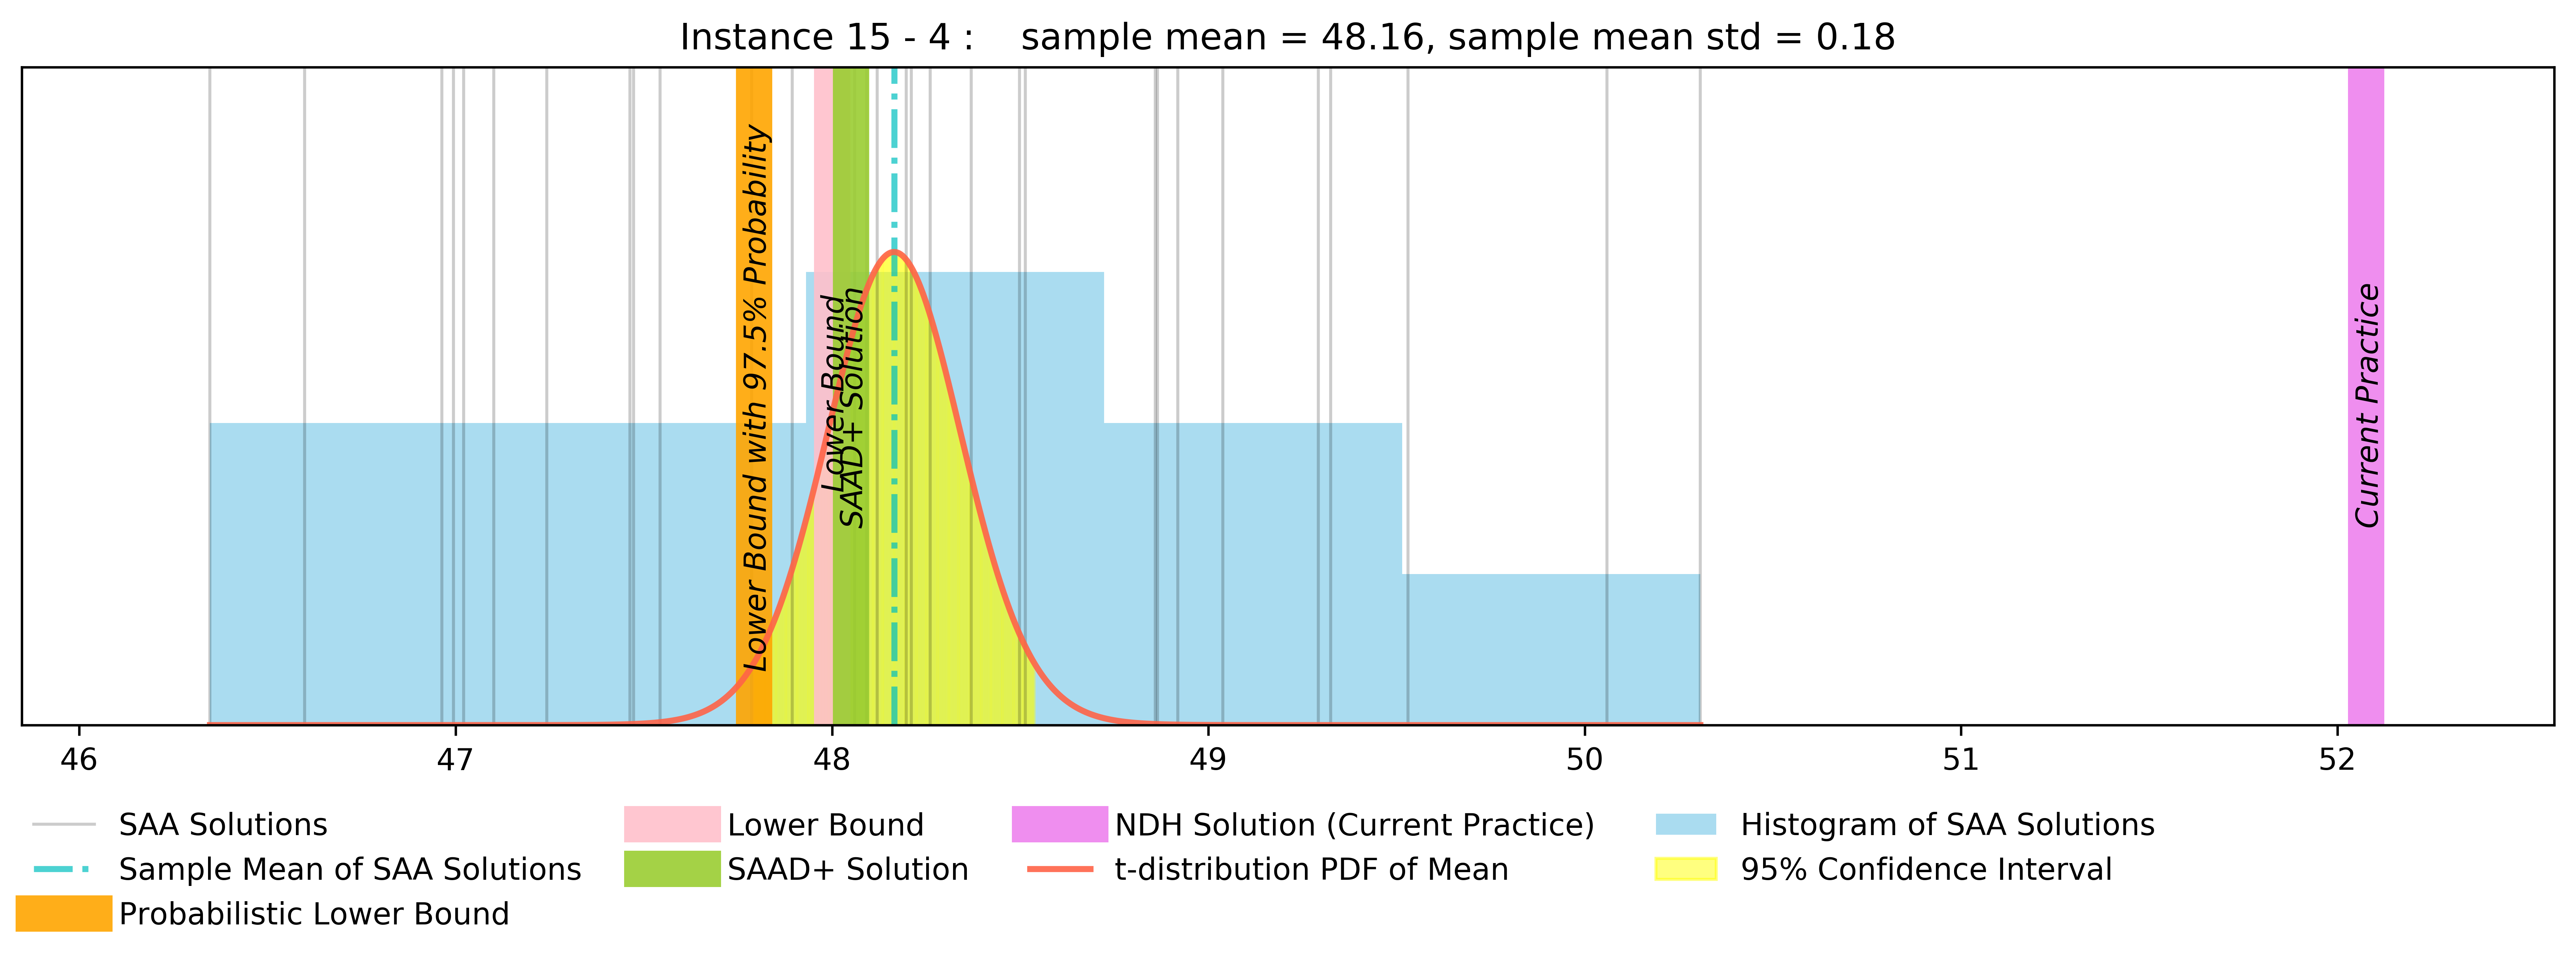 Instance 15 - 4 :    sample mean = 48.16, sample mean std = 0.18
Lower Bound with 97.5% Probability
Lower Bound
SAAD+ Solution
Current Practice
46 47 48 49 50 51 52
SAA Solutions
Sample Mean of SAA Solutions
Probabilistic Lower Bound
Lower Bound
SAAD+ Solution
NDH Solution (Current Practice)
t-distribution PDF of Mean
Histogram of SAA Solutions
95% Confidence Interval